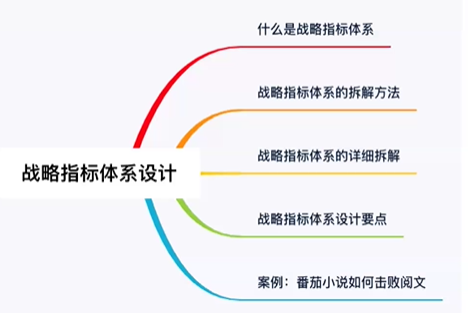 什么是战略指标体系
战略指标体系的拆解方法
战略指标体系的详细拆解
战略指标体系设计
战略指标体系设计要点
案例：番茄小说如何击败阅文